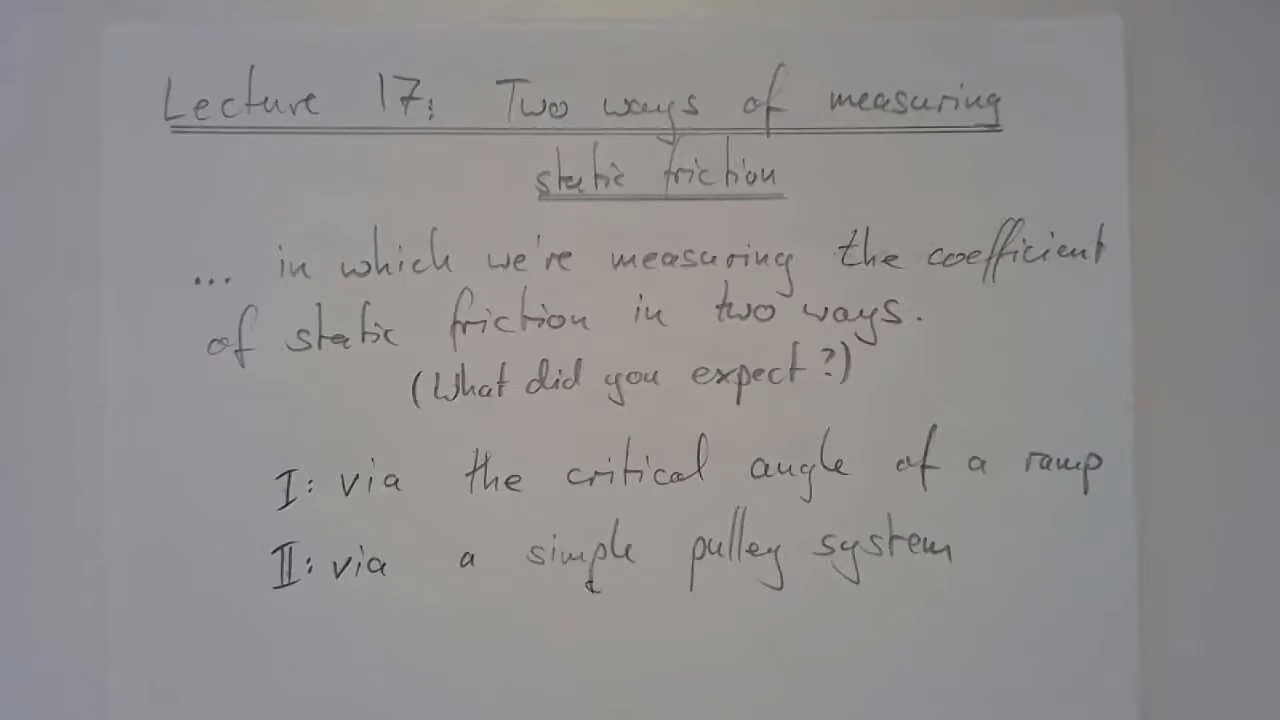 Lecture 17: Two ways of measuring
static friction
... in which we're measuring the coefficient
of static friction in two ways.
(What did you expect?)
I: via the critical angle of a ramp
II: via a simple pulley system